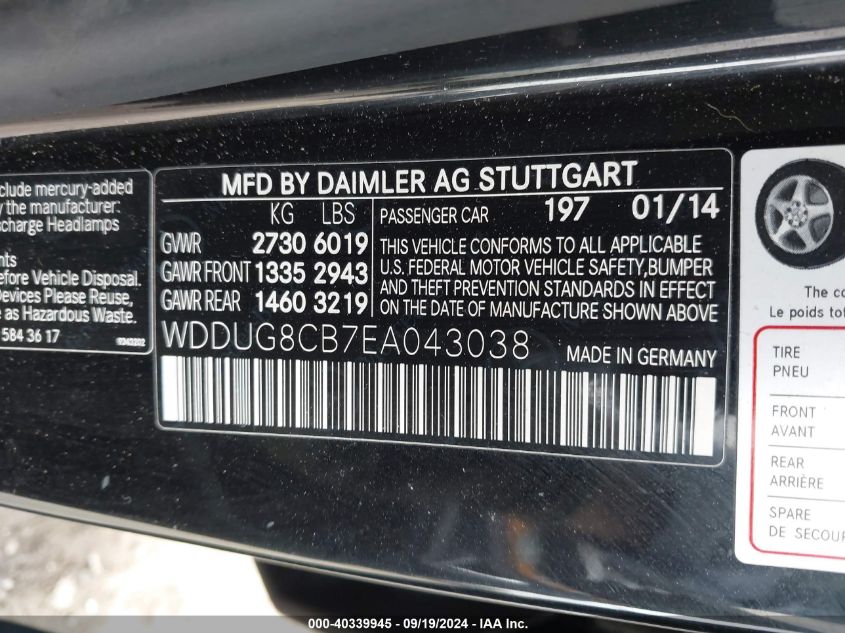 clude mercury-added
y the manufacturer:
scharge Headlamps
nts
efore Vehicle Disposal.
Devices Please Reuse,
as Hazardous Waste.
584 36 17
MFD BY DAIMLER AG STUTTGART
KG LBS
GVWR 2730 6019
GAWR FRONT 1335 2943
GAWR REAR 1460 3219
PASSENGER CAR 197 01/14
THIS VEHICLE CONFORMS TO ALL APPLICABLE
U.S. FEDERAL MOTOR VEHICLE SAFETY, BUMPER
AND THEFT PREVENTION STANDARDS IN EFFECT
ON THE DATE OF MANUFACTURE SHOWN ABOVE
WDDUG8CB7EA043038 MADE IN GERMANY
The co
Le poids tot
TIRE
PNEU
FRONT
AVANT
REAR
ARRIÈRE
SPARE
DE SECOUR
000-40339945 - 09/19/2024 - IAA Inc.